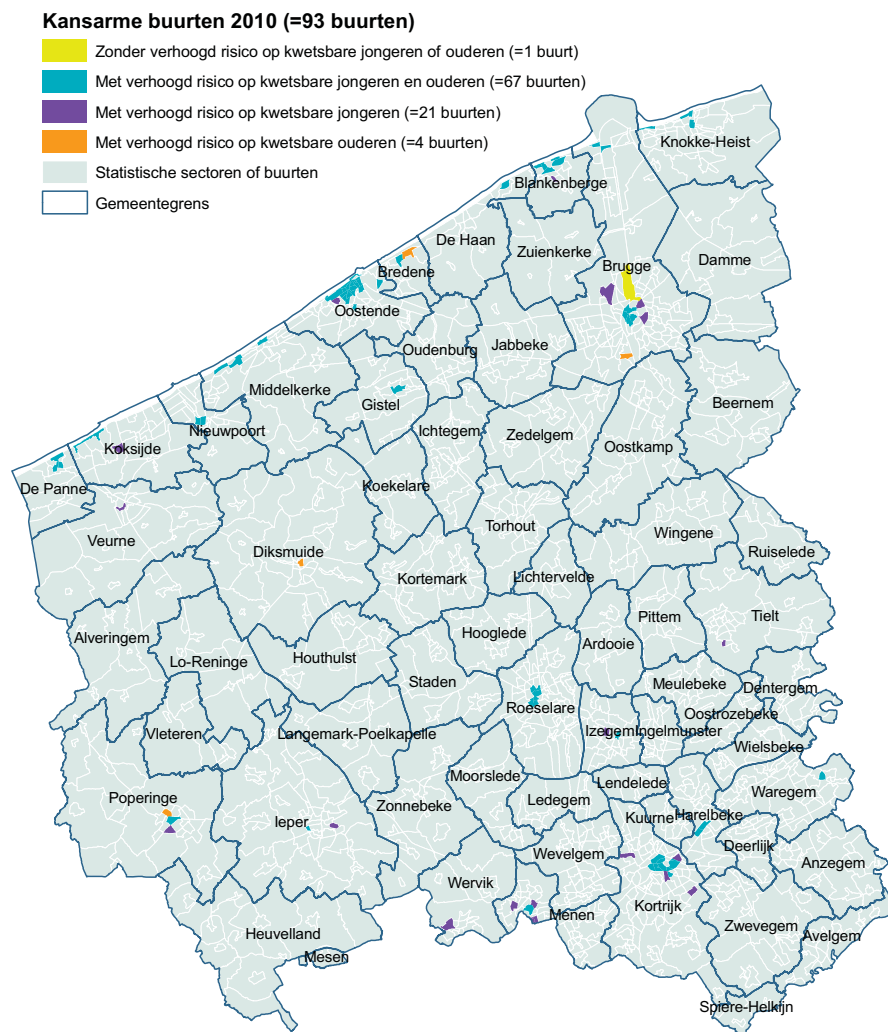 Kansarme buurten 2010 (=93 buurten)
Zonder verhoogd risico op kwetsbare jongeren of ouderen (=1 buurt)
Met verhoogd risico op kwetsbare jongeren en ouderen (=67 buurten)
Met verhoogd risico op kwetsbare jongeren (=21 buurten)
Met verhoogd risico op kwetsbare ouderen (=4 buurten)
Statistische sectoren of buurten
Gemeentegrens
Knokke-Heist
Blankenberge
De Haan
Zuienkerke
Damme
Brugge
Bredene
Oostende
Oudenburg
Jabbeke
Middelkerke
Gistel
Beernem
Nieuwpoort
Ichtegem
Zedelgem
Oostkamp
Koksijde
De Panne
Koekelare
Torhout
Wingene
Veurne
Diksmuide
Ruiselede
Kortemark
Lichtervelde
Alveringem
Lo-Reninge
Houthulst
Hooglede
Ardooie
Pittem
Tielt
Staden
Meulebeke
Dentergem
Roeselare
Oostrozebeke
Vleteren
Langemark-Poelkapelle
Izegem
Ingelmunster
Wielsbeke
Moorslede
Lendelede
Poperinge
Ieper
Zonnebeke
Ledegem
Waregem
Kuurne
Harelbeke
Deerlijk
Wevelgem
Anzegem
Wervik
Menen
Kortrijk
Zwevegem
Heuvelland
Avelgem
Mesen
Spiere-Helkijn